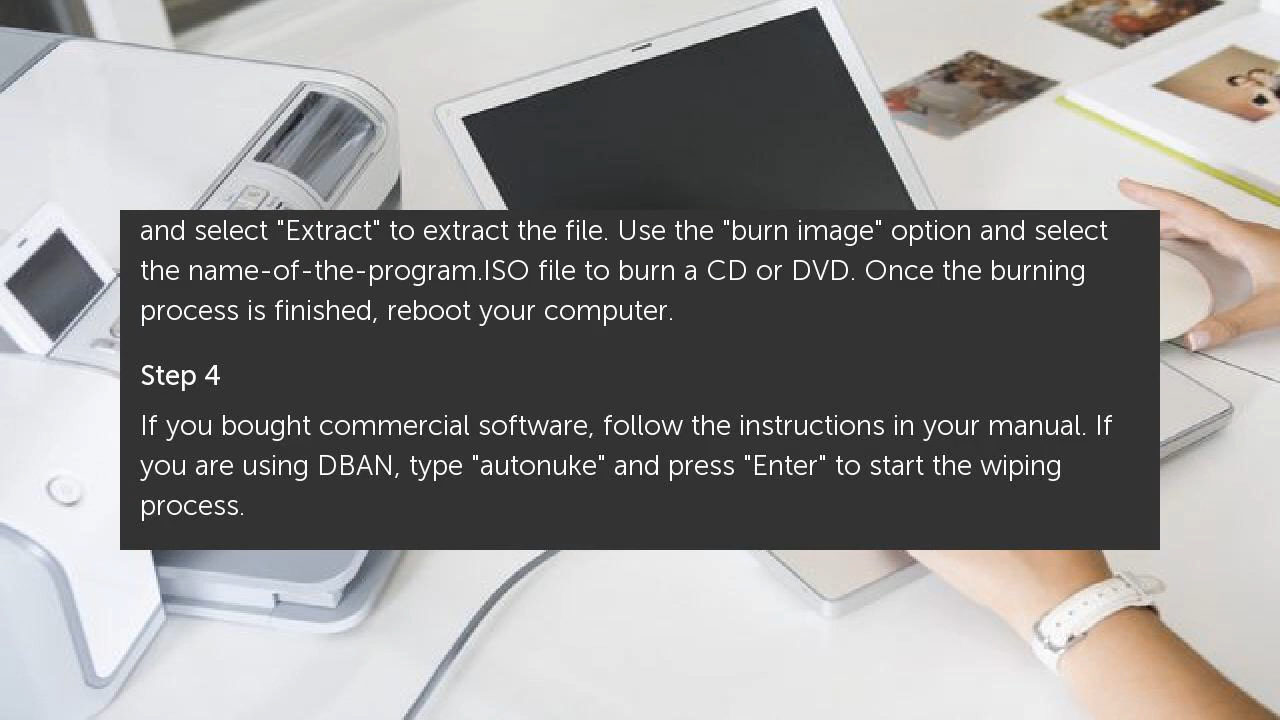 and select "Extract" to extract the file. Use the "burn image" option and select
the name-of-the-program.ISO file to burn a CD or DVD. Once the burning
process is finished, reboot your computer.
Step 4
If you bought commercial software, follow the instructions in your manual. If
you are using DBAN, type "autonuke" and press "Enter" to start the wiping
process.